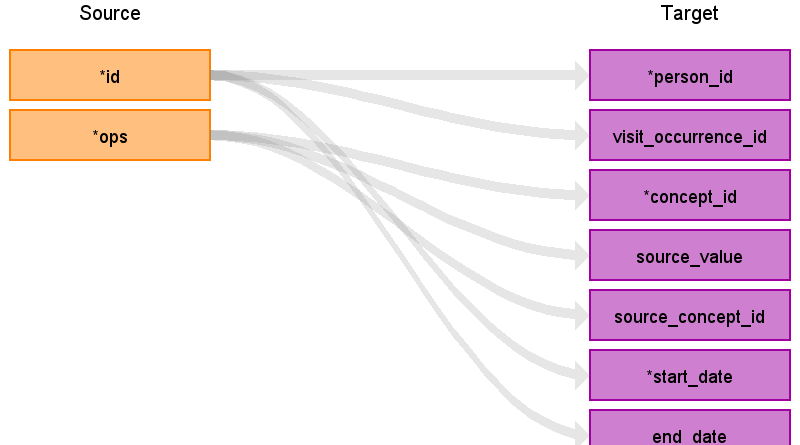 Source
Target
*id
*person_id
*ops
visit_occurrence_id
*concept_id
source_value
source_concept_id
*start_date
end_date